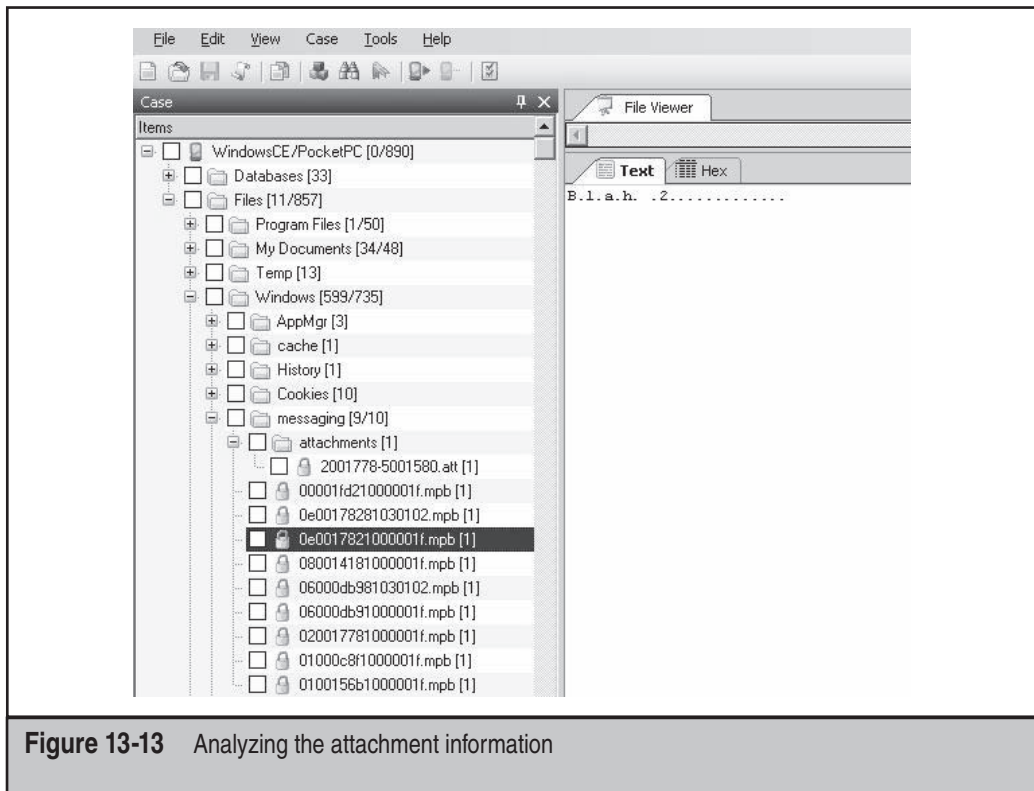 File Edit View Case Tools Help
Case
Items
WindowsCE/PocketPC [0/890]
Databases [33]
Files [11/857]
Program Files [1/50]
My Documents [34/48]
Temp [13]
Windows [599/735]
AppMgr [3]
cache [1]
History [1]
Cookies [10]
messaging [9/10]
attachments [1]
2001778-5001580.att [1]
00001fd21000001f.mpb [1]
0e00178281030102.mpb [1]
0e0017821000001f.mpb [1]
080014181000001f.mpb [1]
06000db981030102.mpb [1]
06000db91000001f.mpb [1]
020017781000001f.mpb [1]
01000c8f1000001f.mpb [1]
0100156b1000001f.mpb [1]
File Viewer
Text Hex
B.l.a.h. .2.............
Figure 13-13 Analyzing the attachment information